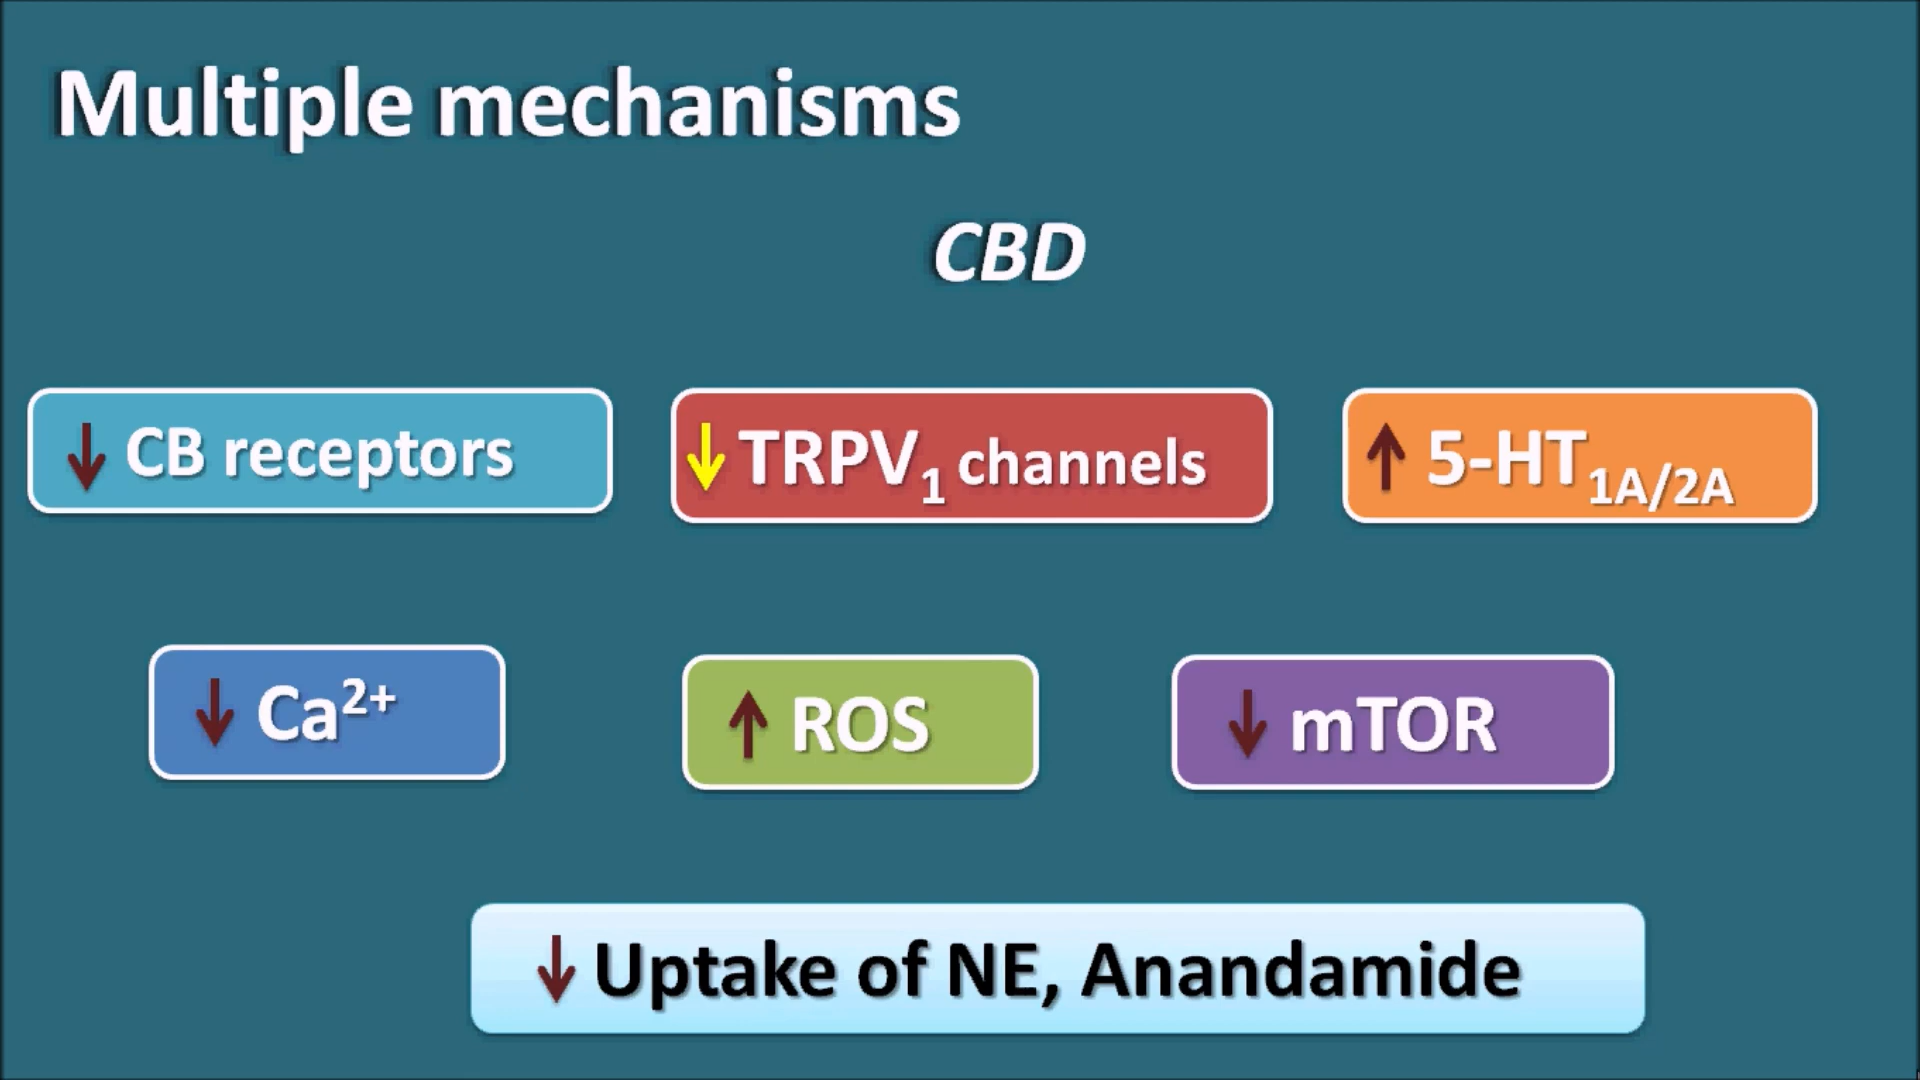 Multiple mechanisms
CBD
↓ CB receptors
↓ TRPV₁ channels
↑ 5-HT₁A/₂A
↓ Ca²⁺
↑ ROS
↓ mTOR
↓ Uptake of NE, Anandamide